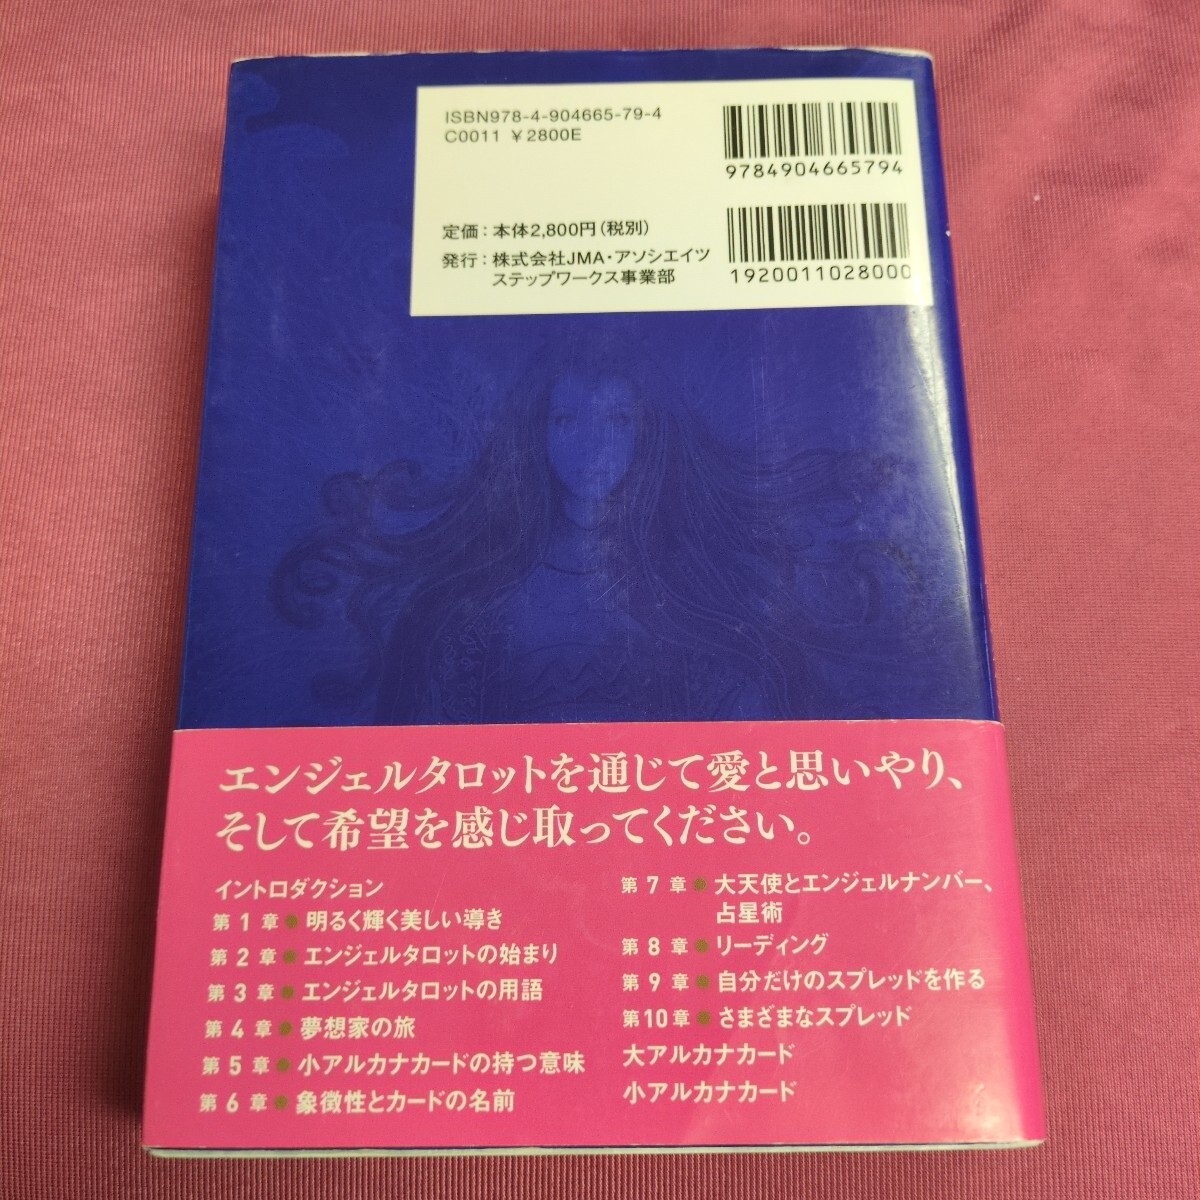 ISBN978-4-904665-79-4
C0011 ¥2800E
9784904665794
定価：本体2,800円（税別）
発行：株式会社JMA・アソシエイツ
ステップワークス事業部
1920011028000
エンジェルタロットを通じて愛と思いやり、
そして希望を感じ取ってください。
イントロダクション
第1章●明るく輝く美しい導き
第2章●エンジェルタロットの始まり
第3章●エンジェルタロットの用語
第4章●夢想家の旅
第5章●小アルカナカードの持つ意味
第6章●象徴性とカードの名前
第7章●大天使とエンジェルナンバー、
占星術
第8章●リーディング
第9章●自分だけのスプレッドを作る
第10章●さまざまなスプレッド
大アルカナカード
小アルカナカード